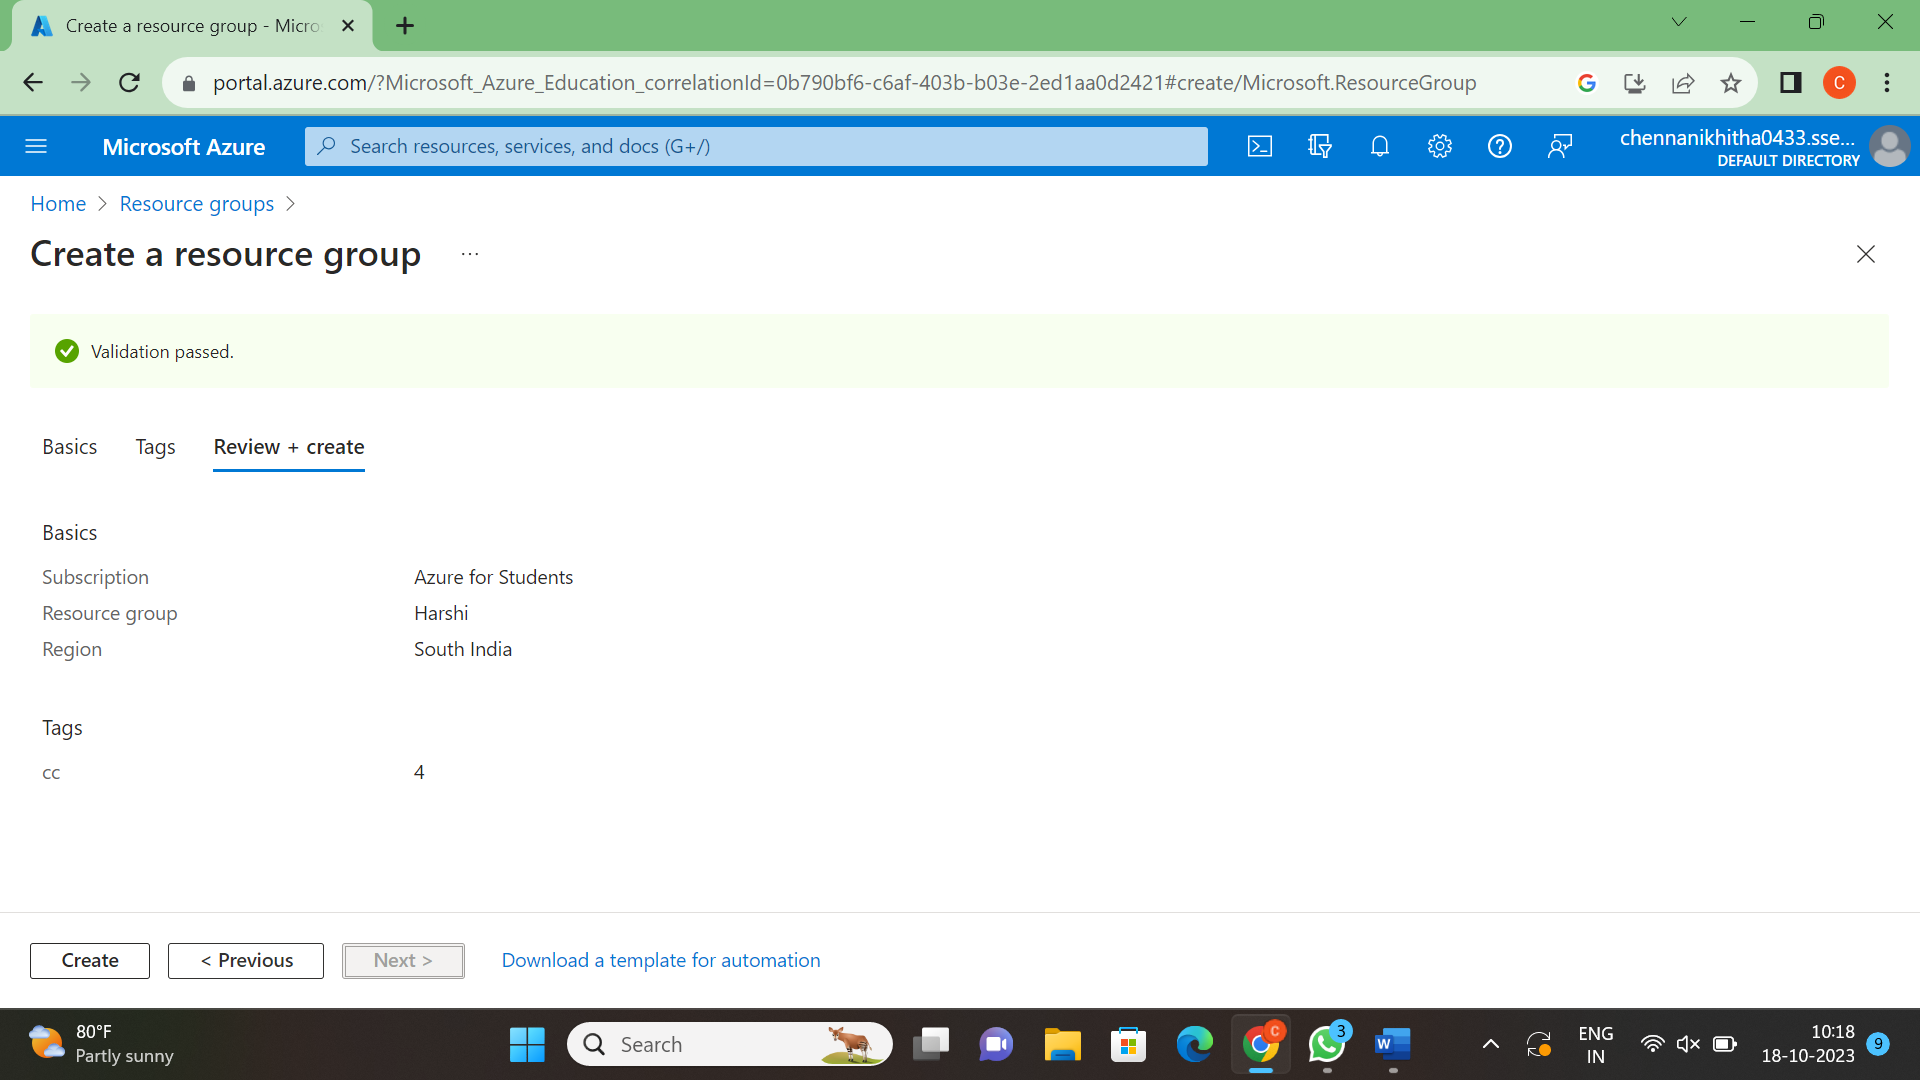 Create a resource group - Micro
portal.azure.com/?Microsoft_Azure_Education_correlationId=0b790bf6-c6af-403b-b03e-2ed1aa0d2421#create/Microsoft.ResourceGroup
C
Microsoft Azure
Search resources, services, and docs (G+/)
chennanikhitha0433.sse...
DEFAULT DIRECTORY
Home > Resource groups >
Create a resource group ...
Validation passed.
Basics Tags Review + create
Basics
Subscription Azure for Students
Resource group Harshi
Region South India
Tags
cc 4
Create < Previous Next > Download a template for automation
80°F
Partly sunny
Search
C
3
W
ENG
IN
10:18
18-10-2023
9